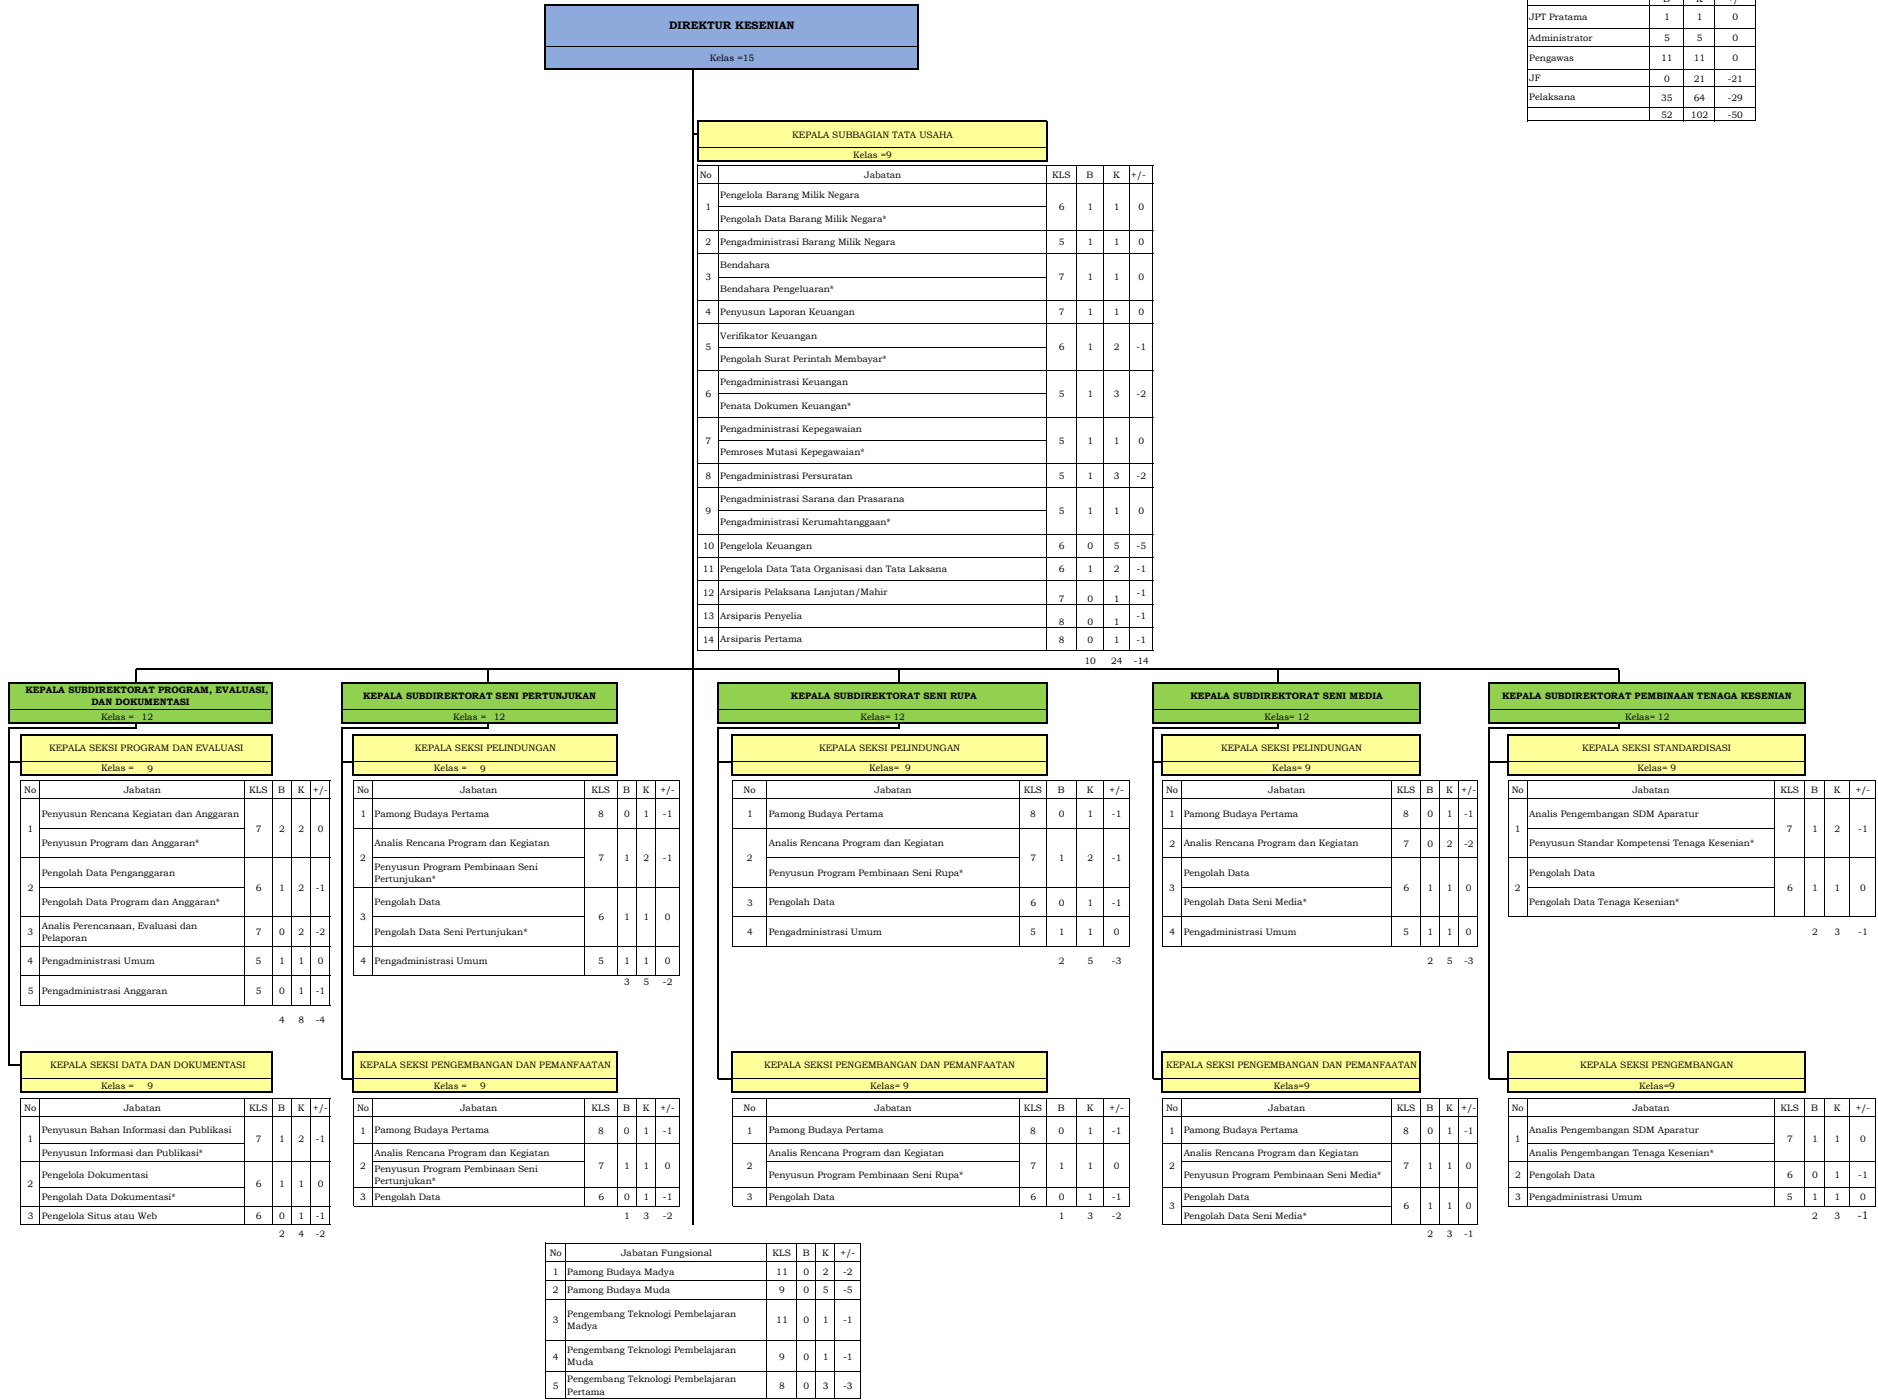 DIREKTUR KESENIAN
Kelas =15
JPT Pratama 1 1 0
Administrator 5 5 0
Pengawas 11 11 0
JF 0 21 -21
Pelaksana 35 64 -29
52 102 -50
KEPALA SUBBAGIAN TATA USAHA
Kelas =9
No Jabatan KLS B K +/-
1 Pengelola Barang Milik Negara 6 1 1 0
Pengolah Data Barang Milik Negara*
2 Pengadministrasi Barang Milik Negara 5 1 1 0
3 Bendahara 7 1 1 0
Bendahara Pengeluaran*
4 Penyusun Laporan Keuangan 7 1 1 0
5 Verifikator Keuangan 6 1 2 -1
Pengolah Surat Perintah Membayar*
6 Pengadministrasi Keuangan 5 1 3 -2
Penata Dokumen Keuangan*
7 Pengadministrasi Kepegawaian 5 1 1 0
Pemroses Mutasi Kepegawaian*
8 Pengadministrasi Persuratan 5 1 3 -2
9 Pengadministrasi Sarana dan Prasarana 5 1 1 0
Pengadministrasi Kerumahtanggaan*
10 Pengelola Keuangan 6 0 5 -5
11 Pengelola Data Tata Organisasi dan Tata Laksana 6 1 2 -1
12 Arsiparis Pelaksana Lanjutan/Mahir 7 0 1 -1
13 Arsiparis Penyelia 8 0 1 -1
14 Arsiparis Pertama 8 0 1 -1
10 24 -14
KEPALA SUBDIREKTORAT PROGRAM, EVALUASI,
DAN DOKUMENTASI
Kelas = 12
KEPALA SEKSI PROGRAM DAN EVALUASI
Kelas = 9
No Jabatan KLS B K +/-
1 Penyusun Rencana Kegiatan dan Anggaran 7 2 2 0
Penyusun Program dan Anggaran*
2 Pengolah Data Penganggaran 6 1 2 -1
Pengolah Data Program dan Anggaran*
3 Analis Perencanaan, Evaluasi dan
Pelaporan 7 0 2 -2
4 Pengadministrasi Umum 5 1 1 0
5 Pengadministrasi Anggaran 5 0 1 -1
4 8 -4
KEPALA SEKSI DATA DAN DOKUMENTASI
Kelas = 9
No Jabatan KLS B K +/-
1 Penyusun Bahan Informasi dan Publikasi 7 1 2 -1
Penyusun Informasi dan Publikasi*
2 Pengelola Dokumentasi 6 1 1 0
Pengolah Data Dokumentasi*
3 Pengelola Situs atau Web 6 0 1 -1
2 4 -2
KEPALA SUBDIREKTORAT SENI PERTUNJUKAN
Kelas = 12
KEPALA SEKSI PELINDUNGAN
Kelas = 9
No Jabatan KLS B K +/-
1 Pamong Budaya Pertama 8 0 1 -1
2 Analis Rencana Program dan Kegiatan 7 1 2 -1
Penyusun Program Pembinaan Seni
Pertunjukan*
3 Pengolah Data 6 1 1 0
Pengolah Data Seni Pertunjukan*
4 Pengadministrasi Umum 5 1 1 0
3 5 -2
KEPALA SEKSI PENGEMBANGAN DAN PEMANFAATAN
Kelas = 9
No Jabatan KLS B K +/-
1 Pamong Budaya Pertama 8 0 1 -1
2 Analis Rencana Program dan Kegiatan 7 1 1 0
Penyusun Program Pembinaan Seni
Pertunjukan*
3 Pengolah Data 6 0 1 -1
1 3 -2
KEPALA SUBDIREKTORAT SENI RUPA
Kelas= 12
KEPALA SEKSI PELINDUNGAN
Kelas= 9
No Jabatan KLS B K +/-
1 Pamong Budaya Pertama 8 0 1 -1
2 Analis Rencana Program dan Kegiatan 7 1 2 -1
Penyusun Program Pembinaan Seni Rupa*
3 Pengolah Data 6 0 1 -1
4 Pengadministrasi Umum 5 1 1 0
2 5 -3
KEPALA SEKSI PENGEMBANGAN DAN PEMANFAATAN
Kelas= 9
No Jabatan KLS B K +/-
1 Pamong Budaya Pertama 8 0 1 -1
2 Analis Rencana Program dan Kegiatan 7 1 1 0
Penyusun Program Pembinaan Seni Rupa*
3 Pengolah Data 6 0 1 -1
1 3 -2
KEPALA SUBDIREKTORAT SENI MEDIA
Kelas= 12
KEPALA SEKSI PELINDUNGAN
Kelas= 9
No Jabatan KLS B K +/-
1 Pamong Budaya Pertama 8 0 1 -1
2 Analis Rencana Program dan Kegiatan 7 0 2 -2
3 Pengolah Data 6 1 1 0
Pengolah Data Seni Media*
4 Pengadministrasi Umum 5 1 1 0
2 5 -3
KEPALA SEKSI PENGEMBANGAN DAN PEMANFAATAN
Kelas=9
No Jabatan KLS B K +/-
1 Pamong Budaya Pertama 8 0 1 -1
2 Analis Rencana Program dan Kegiatan 7 1 1 0
Penyusun Program Pembinaan Seni Media*
3 Pengolah Data 6 1 1 0
Pengolah Data Seni Media*
2 3 -1
KEPALA SUBDIREKTORAT PEMBINAAN TENAGA KESENIAN
Kelas= 12
KEPALA SEKSI STANDARDISASI
Kelas= 9
No Jabatan KLS B K +/-
1 Analis Pengembangan SDM Aparatur 7 1 2 -1
Penyusun Standar Kompetensi Tenaga Kesenian*
2 Pengolah Data 6 1 1 0
Pengolah Data Tenaga Kesenian*
2 3 -1
KEPALA SEKSI PENGEMBANGAN
Kelas=9
No Jabatan KLS B K +/-
1 Analis Pengembangan SDM Aparatur 7 1 1 0
Analis Pengembangan Tenaga Kesenian*
2 Pengolah Data 6 0 1 -1
3 Pengadministrasi Umum 5 1 1 0
2 3 -1
No Jabatan Fungsional KLS B K +/-
1 Pamong Budaya Madya 11 0 2 -2
2 Pamong Budaya Muda 9 0 5 -5
3 Pengembang Teknologi Pembelajaran
Madya 11 0 1 -1
4 Pengembang Teknologi Pembelajaran
Muda 9 0 1 -1
5 Pengembang Teknologi Pembelajaran
Pertama 8 0 3 -3